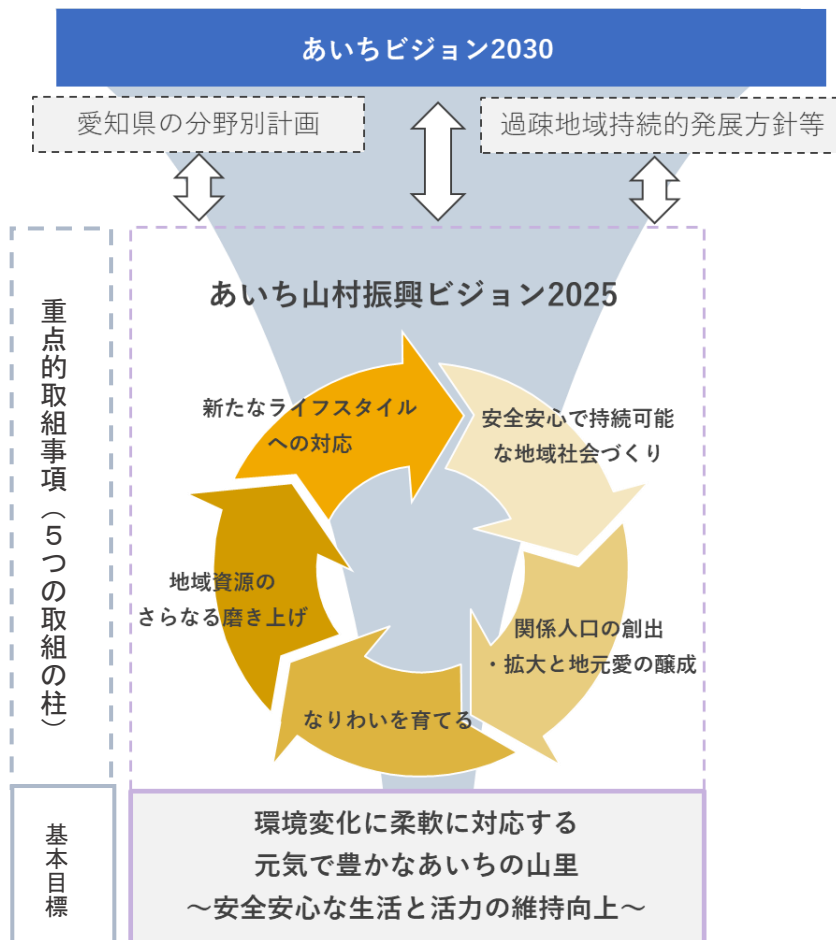 あいちビジョン2030
愛知県の分野別計画
過疎地域持続的発展方針等
重点的取組事項（５つの取組の柱）
あいち山村振興ビジョン2025
新たなライフスタイル
への対応
安全安心で持続可能
な地域社会づくり
関係人口の創出
・拡大と地元愛の醸成
なりわいを育てる
地域資源の
さらなる磨き上げ
基本目標
環境変化に柔軟に対応する
元気で豊かなあいちの山里
～安全安心な生活と活力の維持向上～